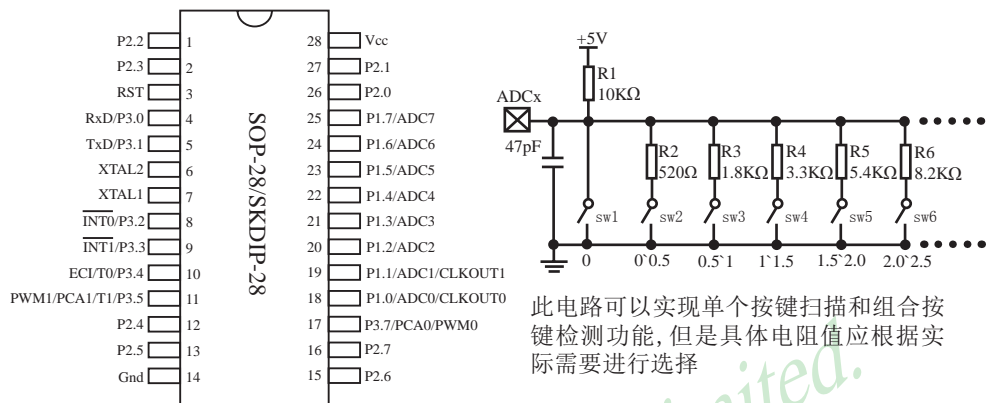 P2.2 1
P2.3 2
RST 3
RxD/P3.0 4
TxD/P3.1 5
XTAL2 6
XTAL1 7
INT0/P3.2 8
INT1/P3.3 9
ECI/T0/P3.4 10
PWM1/PCA1/T1/P3.5 11
P2.4 12
P2.5 13
Gnd 14
SOP-28/SKDIP-28
28 Vcc
27 P2.1
26 P2.0
25 P1.7/ADC7
24 P1.6/ADC6
23 P1.5/ADC5
22 P1.4/ADC4
21 P1.3/ADC3
20 P1.2/ADC2
19 P1.1/ADC1/CLKOUT1
18 P1.0/ADC0/CLKOUT0
17 P3.7/PCA0/PWM0
16 P2.7
15 P2.6
+5V
R1
10KΩ
ADCx
47pF
R2 R3 R4 R5 R6
520Ω 1.8KΩ 3.3KΩ 5.4KΩ 8.2KΩ
sw1 sw2 sw3 sw4 sw5 sw6
0 0`0.5 0.5`1 1`1.5 1.5`2.0 2.0`2.5
此电路可以实现单个按键扫描和组合按
键检测功能,但是具体电阻值应根据实
际需要进行选择
mited.